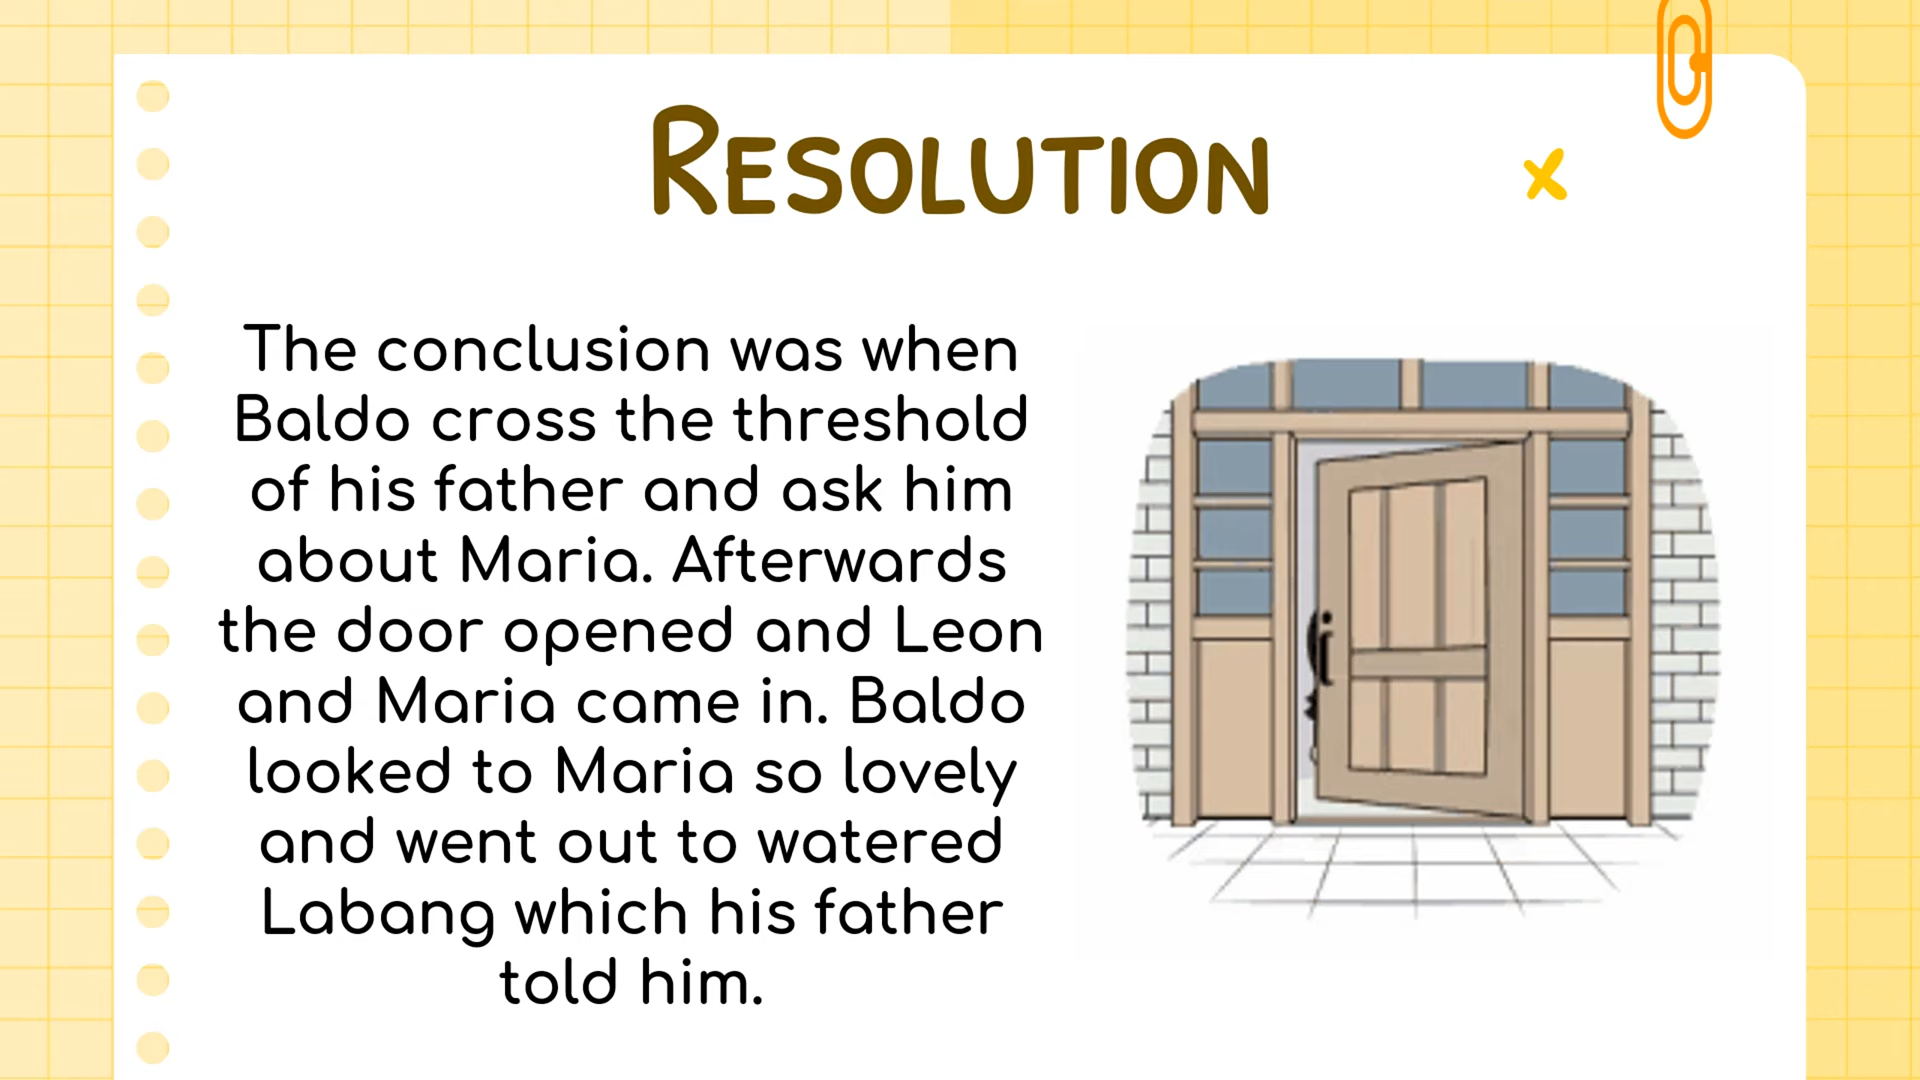 RESOLUTION
The conclusion was when
Baldo cross the threshold
of his father and ask him
about Maria. Afterwards
the door opened and Leon
and Maria came in. Baldo
looked to Maria so lovely
and went out to watered
Labang which his father
told him.